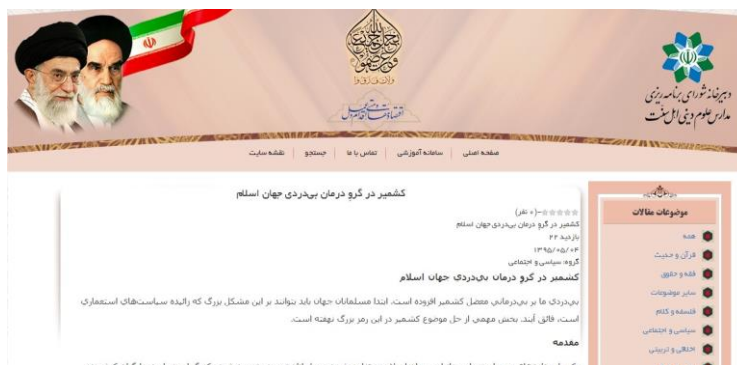 دبیرخانه شورای برنامه ریزی
مدارس علوم دینی اهل سنت
صفحه اصلی
سامانه آموزشی
تماس با ما
جستجو
نقشه سایت
کشمیر در گرو درمان بی‌دردی جهان اسلام
(۰ نفر)
کشمیر در گرو درمان بی‌دردی جهان اسلام
بازدید ۲۲
۱۳۹۵/۰۵/۰۴
گروه: سیاسی و اجتماعی
کشمیر در گرو درمان بی‌دردی جهان اسلام
بی‌دردی ما بر بی‌درمانی معضل کشمیر افزوده است. ابتدا مسلمانان جهان باید بتوانند بر این مشکل بزرگ که زائیده سیاست‌های استعماری
است، فائق آیند. بخش مهمی از حل موضوع کشمیر در این رمز بزرگ نهفته است.
مقدمه
موضوعات مقالات
همه
قرآن و حدیث
فقه و حقوق
سایر موضوعات
فلسفه و کلام
سیاسی و اجتماعی
اخلاقی و تربیتی